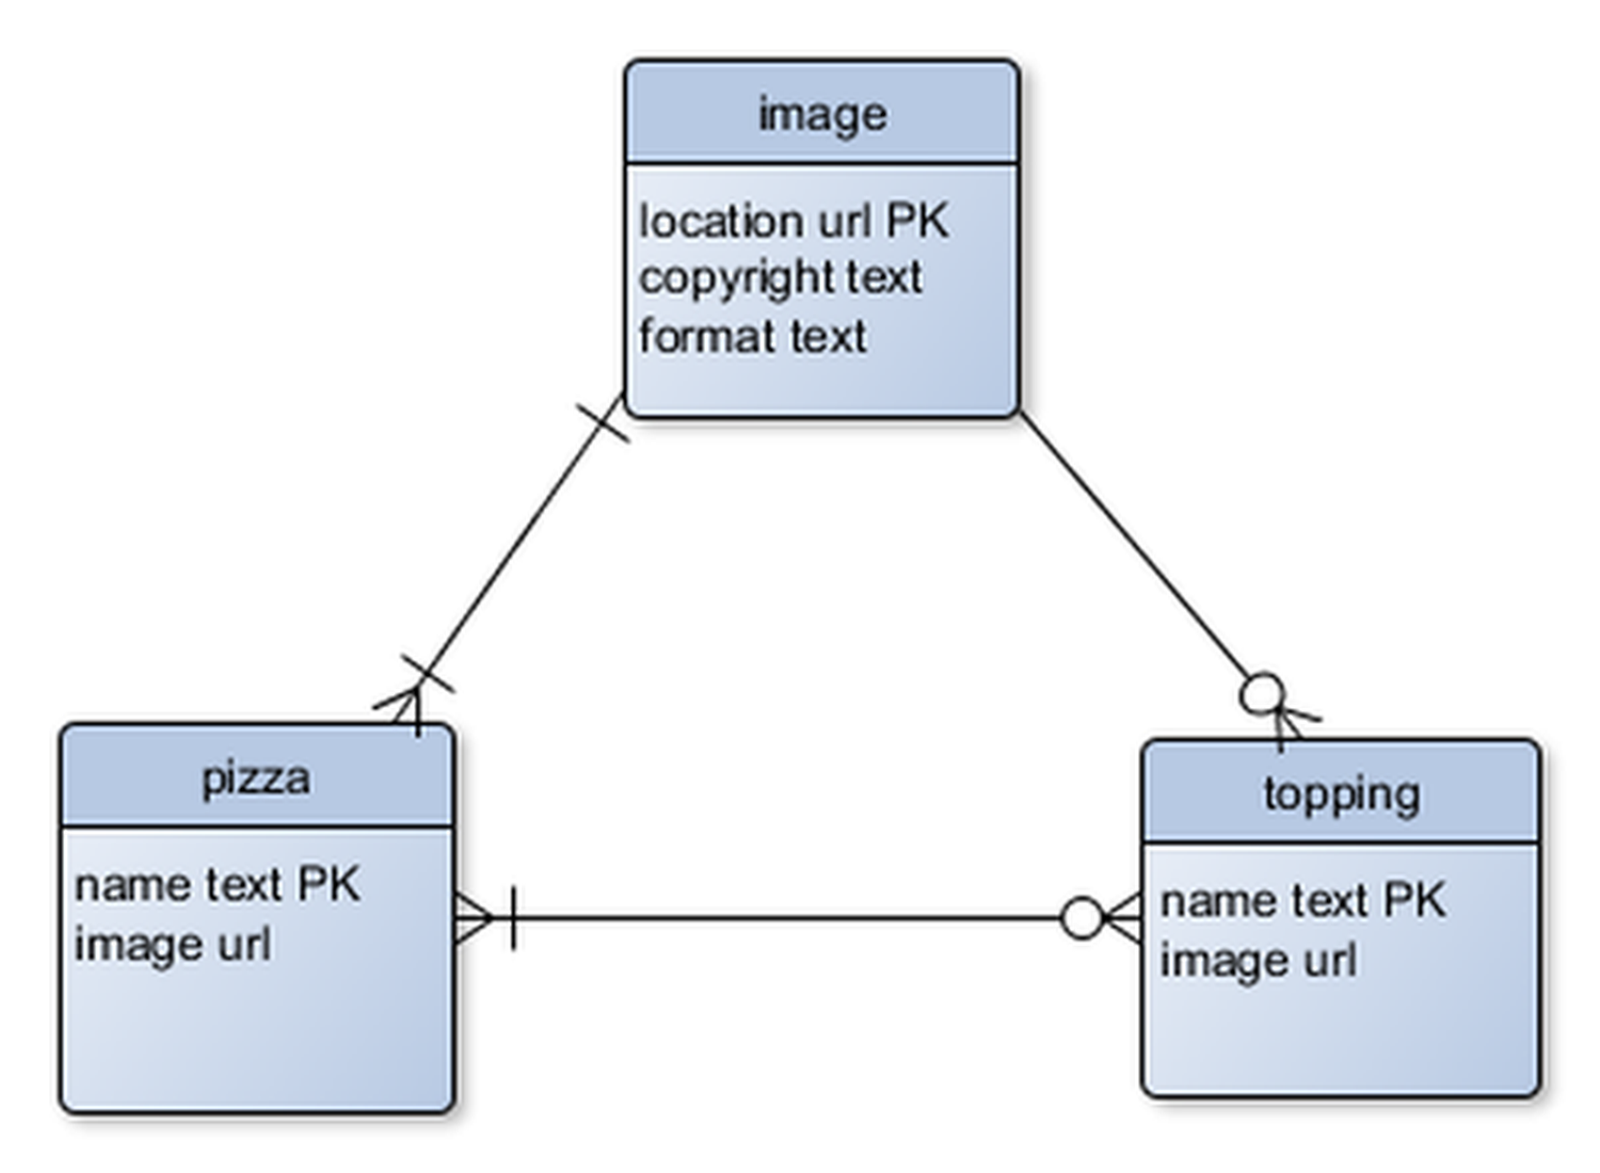 image
location url PK
copyright text
format text
pizza
name text PK
image url
topping
name text PK
image url